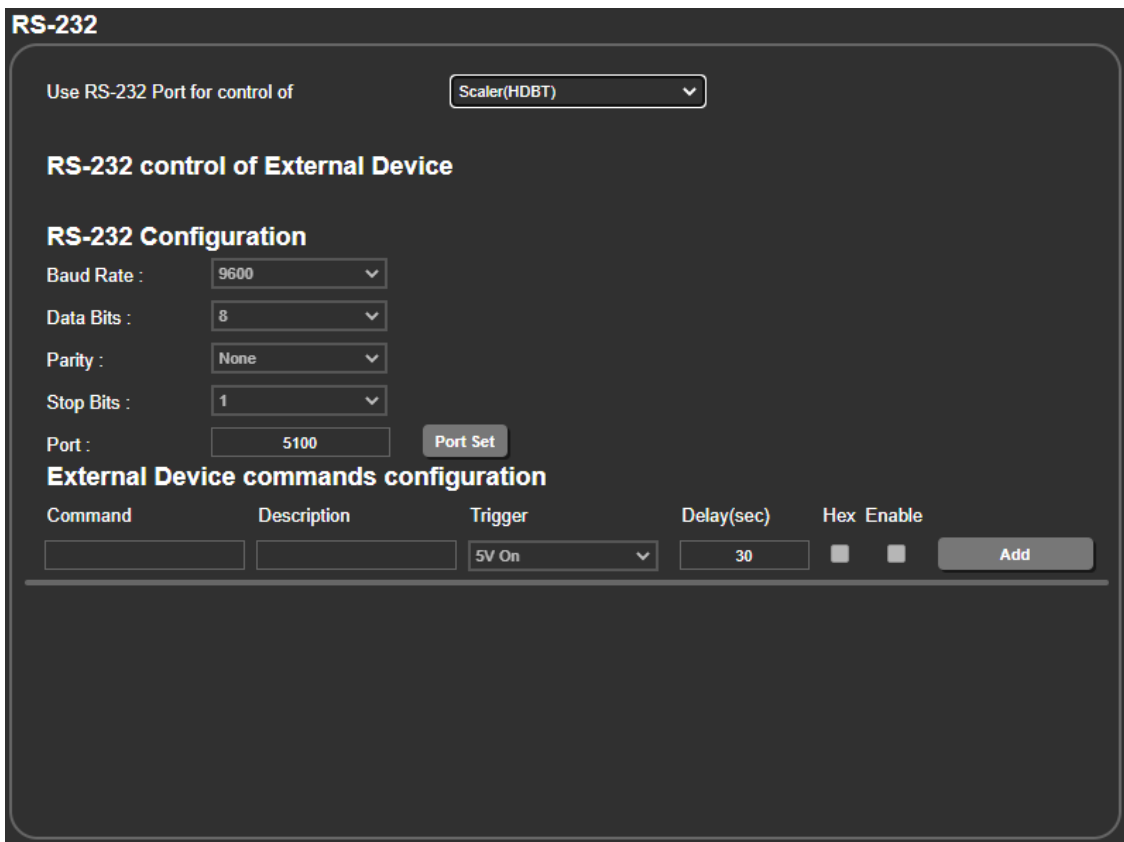 RS-232
Use RS-232 Port for control of Scaler(HDBT)
RS-232 control of External Device
RS-232 Configuration
Baud Rate : 9600
Data Bits : 8
Parity : None
Stop Bits : 1
Port : 5100 Port Set
External Device commands configuration
Command Description Trigger Delay(sec) Hex Enable
5V On 30 Add